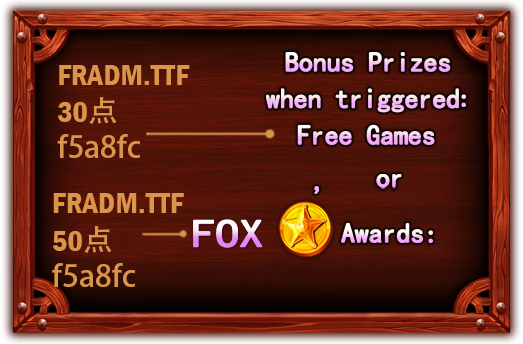 FRADM.TTF
30点
f5a8fc
Bonus Prizes
when triggered:
Free Games
, or
FRADM.TTF
50点
f5a8fc
FOX Awards: